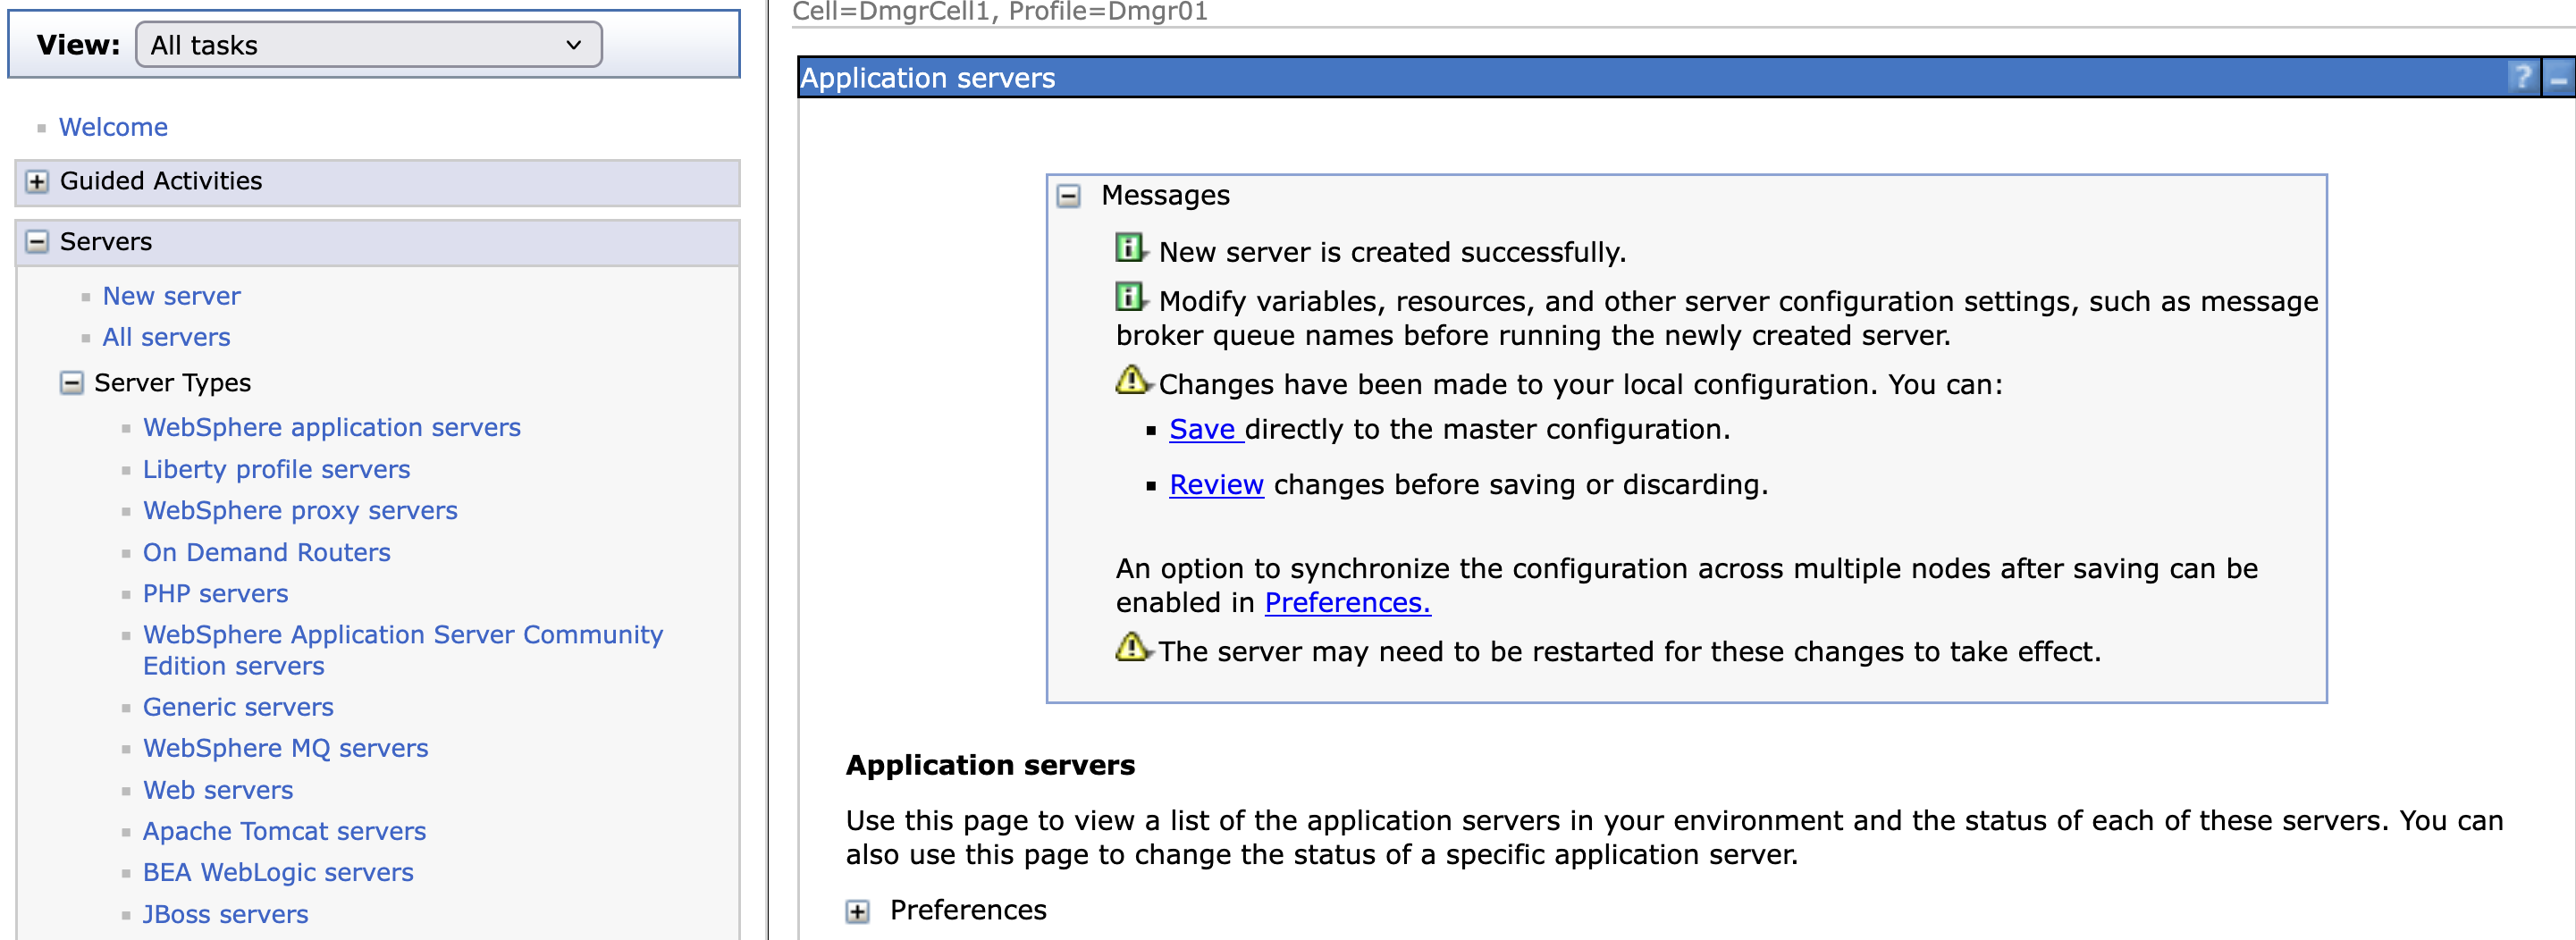 View: All tasks
Welcome
Guided Activities
Servers
New server
All servers
Server Types
WebSphere application servers
Liberty profile servers
WebSphere proxy servers
On Demand Routers
PHP servers
WebSphere Application Server Community
Edition servers
Generic servers
WebSphere MQ servers
Web servers
Apache Tomcat servers
BEA WebLogic servers
JBoss servers
Cell=DmgrCell1, Profile=Dmgr01
Application servers
Messages
New server is created successfully.
Modify variables, resources, and other server configuration settings, such as message
broker queue names before running the newly created server.
Changes have been made to your local configuration. You can:
Save directly to the master configuration.
Review changes before saving or discarding.
An option to synchronize the configuration across multiple nodes after saving can be
enabled in Preferences.
The server may need to be restarted for these changes to take effect.
Application servers
Use this page to view a list of the application servers in your environment and the status of each of these servers. You can
also use this page to change the status of a specific application server.
Preferences